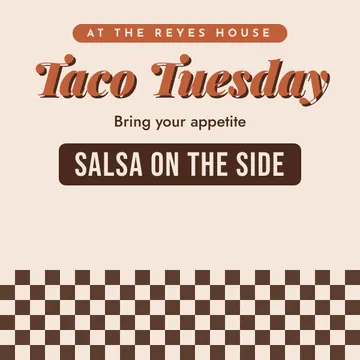 AT THE REYES HOUSE
Taco Tuesday
Bring your appetite
SALSA ON THE SIDE